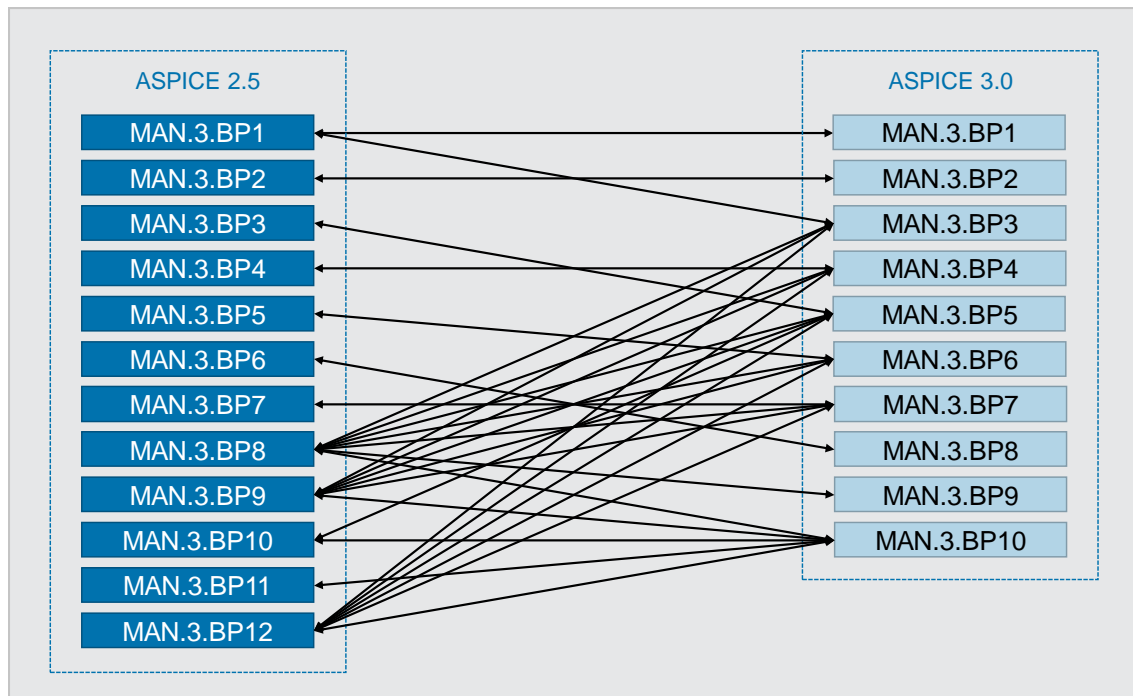 ASPICE 2.5
MAN.3.BP1
MAN.3.BP2
MAN.3.BP3
MAN.3.BP4
MAN.3.BP5
MAN.3.BP6
MAN.3.BP7
MAN.3.BP8
MAN.3.BP9
MAN.3.BP10
MAN.3.BP11
MAN.3.BP12
ASPICE 3.0
MAN.3.BP1
MAN.3.BP2
MAN.3.BP3
MAN.3.BP4
MAN.3.BP5
MAN.3.BP6
MAN.3.BP7
MAN.3.BP8
MAN.3.BP9
MAN.3.BP10